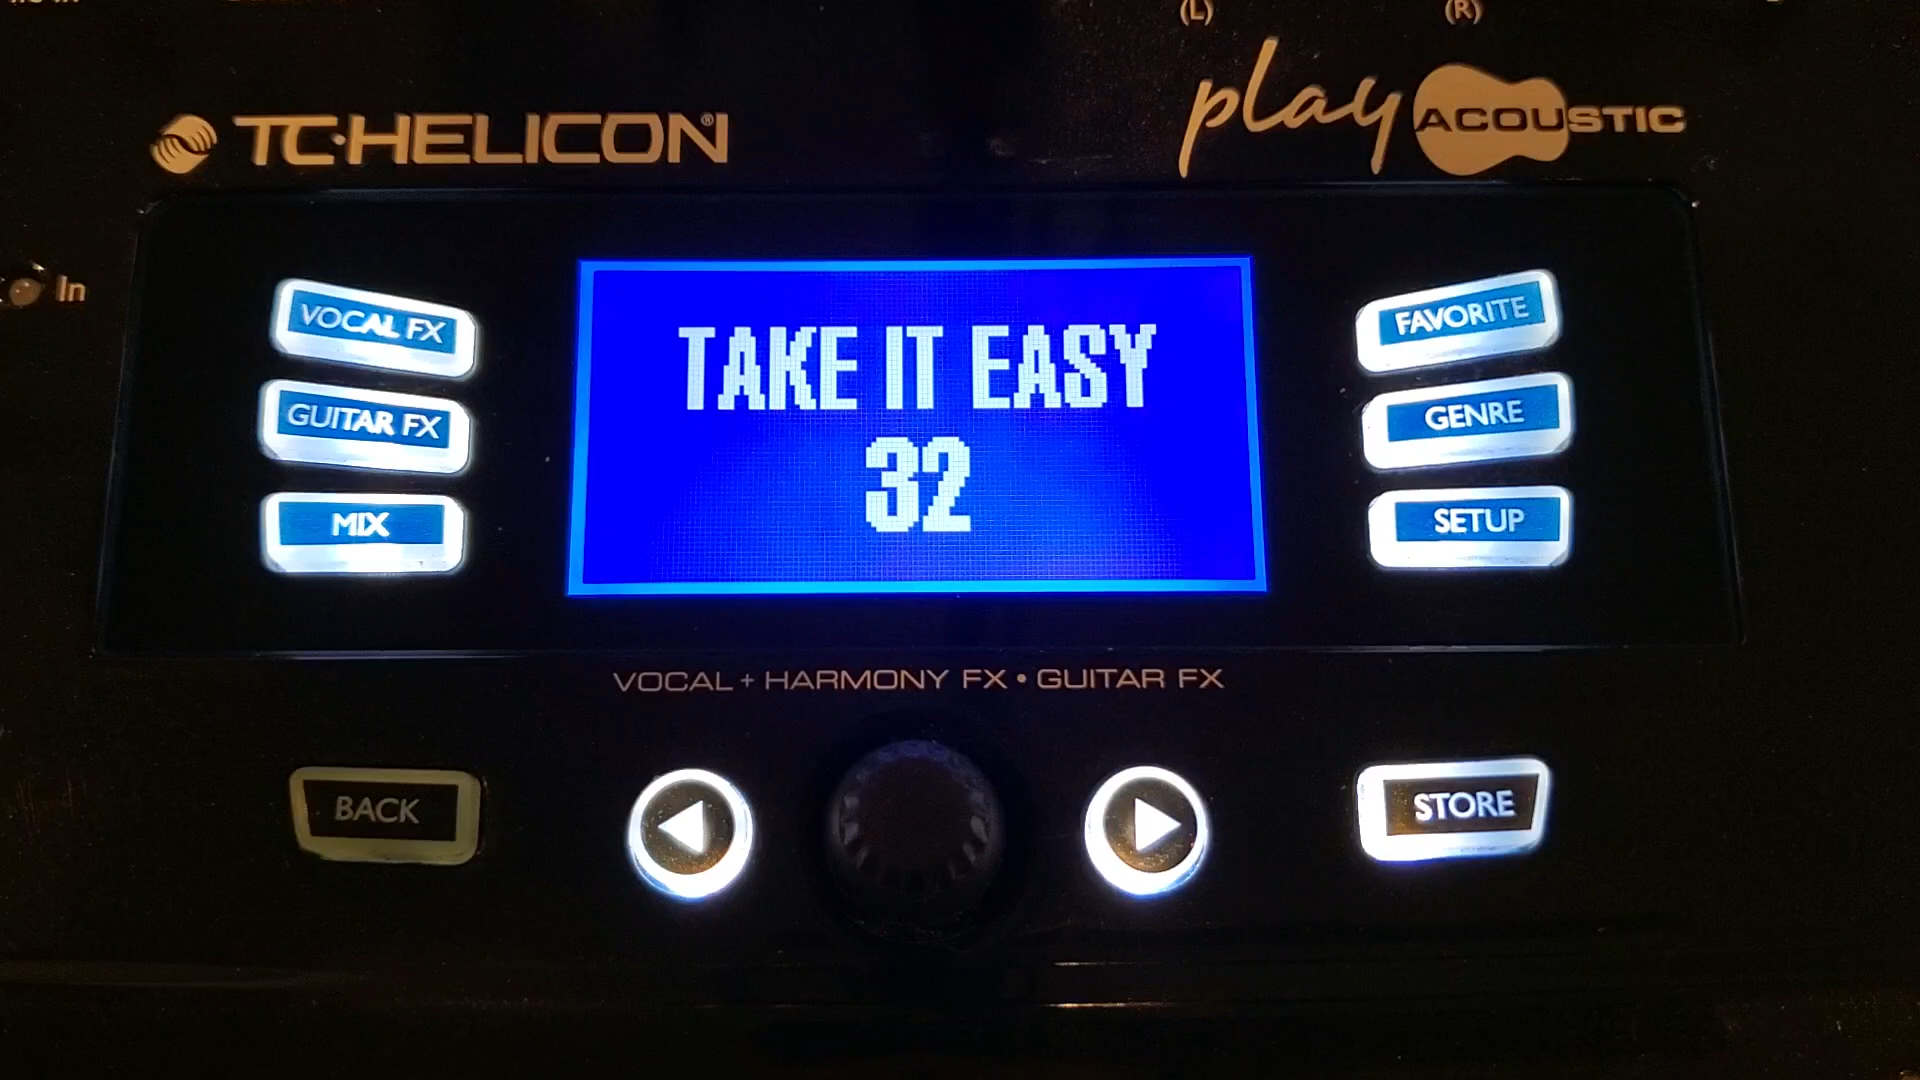 (L) (R)
TC•HELICON®
play ACOUSTIC
In
VOCAL FX
GUITAR FX
MIX
TAKE IT EASY
32
FAVORITE
GENRE
SETUP
VOCAL + HARMONY FX • GUITAR FX
BACK
STORE